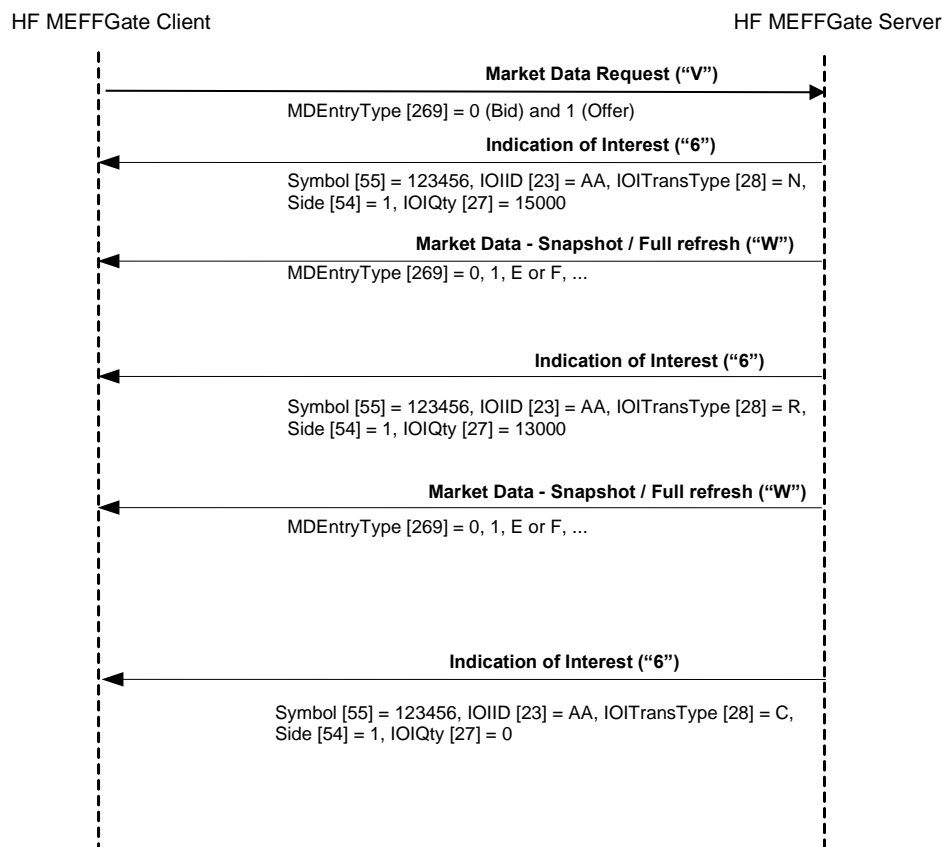 HF MEFFGate Client
HF MEFFGate Server
Market Data Request (“V”)
MDEntryType [269] = 0 (Bid) and 1 (Offer)
Indication of Interest (“6”)
Symbol [55] = 123456, IOIID [23] = AA, IOITransType [28] = N,
Side [54] = 1, IOIQty [27] = 15000
Market Data - Snapshot / Full refresh (“W”)
MDEntryType [269] = 0, 1, E or F, ...
Indication of Interest (“6”)
Symbol [55] = 123456, IOIID [23] = AA, IOITransType [28] = R,
Side [54] = 1, IOIQty [27] = 13000
Market Data - Snapshot / Full refresh (“W”)
MDEntryType [269] = 0, 1, E or F, ...
Indication of Interest (“6”)
Symbol [55] = 123456, IOIID [23] = AA, IOITransType [28] = C,
Side [54] = 1, IOIQty [27] = 0